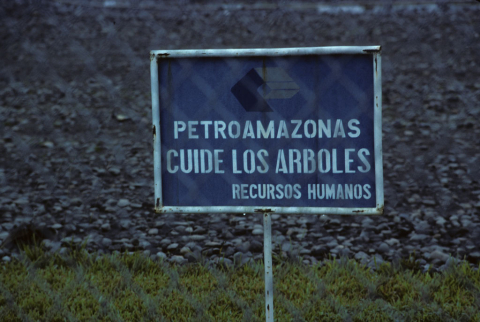 PETROAMAZONAS
CUIDE LOS ARBOLES
RECURSOS HUMANOS